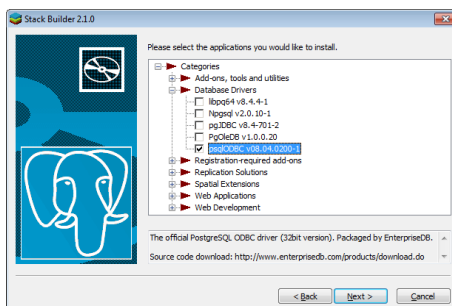 Stack Builder 2.1.0
Please select the applications you would like to install.
Categories
Add-ons, tools and utilities
Database Drivers
libpq64 v8.4.4-1
Npgsql v2.0.10-1
pgJDBC v8.4-701-2
PgOleDB v1.0.0.20
psqlODBC v08.04.0200-1
Registration-required add-ons
Replication Solutions
Spatial Extensions
Web Applications
Web Development
The official PostgreSQL ODBC driver (32bit version). Packaged by EnterpriseDB.
Source code download: http://www.enterprisedb.com/products/download.do
< Back
Next >
Cancel